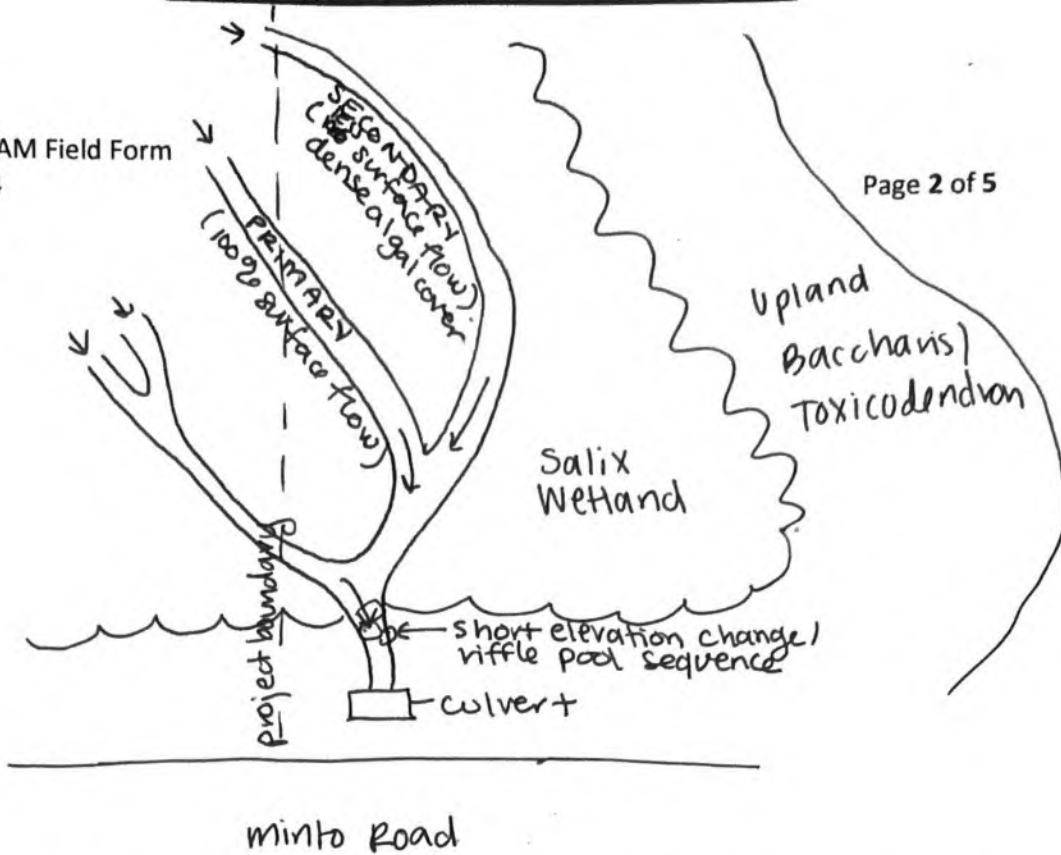 AM Field Form
Page 2 of 5
SECONDARY
(no surface flow).
dense algal cover
PRIMARY
(100% surface flow)
Upland
Baccharis/
Toxicodendron
Salix
Wetland
project boundary
short elevation change/
riffle pool sequence
culvert
minto Road